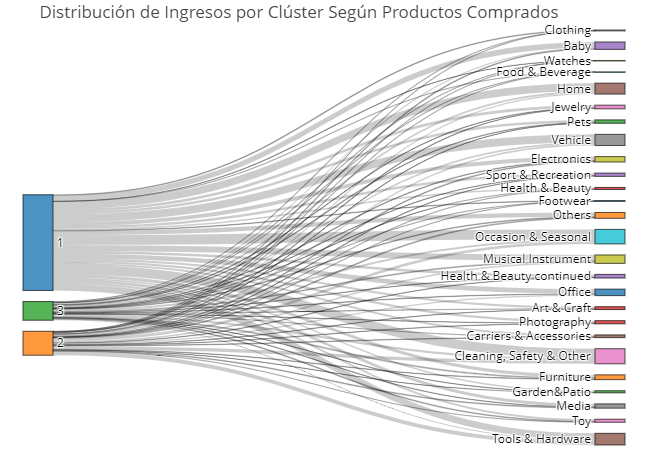 Distribución de Ingresos por Clúster Según Productos Comprados
Clothing
Baby
Watches
Food & Beverage
Home
Jewelry
Pets
Vehicle
Electronics
Sport & Recreation
Health & Beauty
Footwear
Others
Occasion & Seasonal
1
Musical Instrument
Health & Beauty continued
Office
3
Art & Craft
Photography
Carriers & Accessories
2
Cleaning, Safety & Other
Furniture
Garden&Patio
Media
Toy
Tools & Hardware